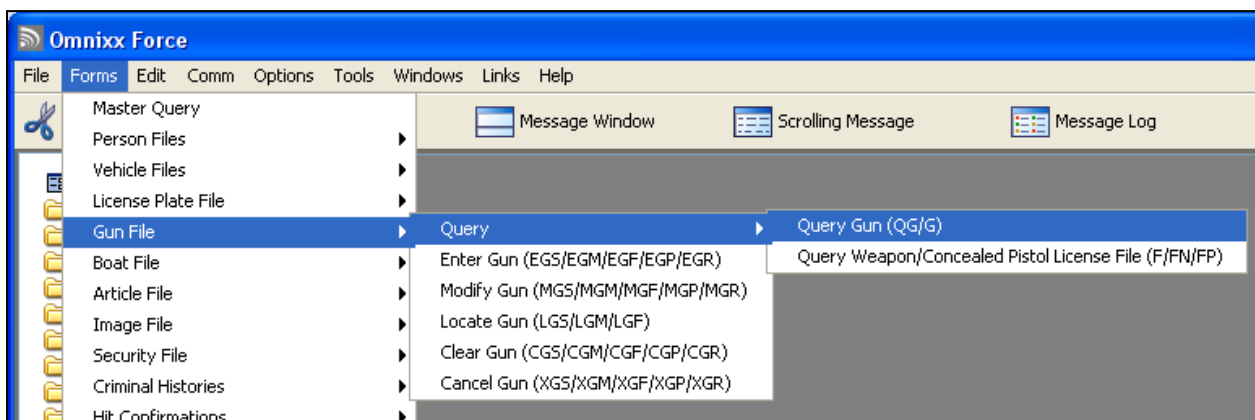 Omnixx Force
File Forms Edit Comm Options Tools Windows Links Help
Message Window Scrolling Message Message Log
Master Query
Person Files
Vehicle Files
License Plate File
Gun File
Boat File
Article File
Image File
Security File
Criminal Histories
Hit Confirmations
Query
Enter Gun (EGS/EGM/EGF/EGP/EGR)
Modify Gun (MGS/MGM/MGF/MGP/MGR)
Locate Gun (LGS/LGM/LGF)
Clear Gun (CGS/CGM/CGF/CGP/CGR)
Cancel Gun (XGS/XGM/XGF/XGP/XGR)
Query Gun (QG/G)
Query Weapon/Concealed Pistol License File (F/FN/FP)